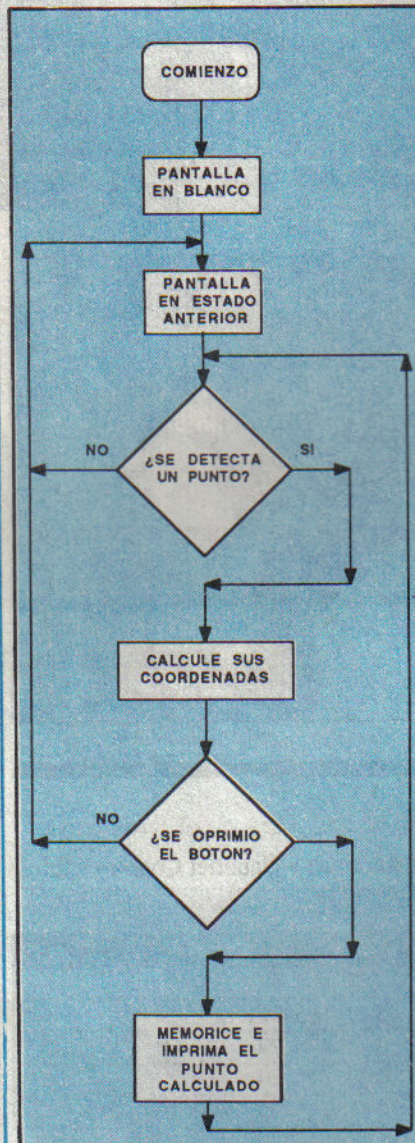 COMIENZO
PANTALLA
EN BLANCO
PANTALLA
EN ESTADO
ANTERIOR
NO
¿SE DETECTA
UN PUNTO?
SI
CALCULE SUS
COORDENADAS
NO
¿SE OPRIMIO
EL BOTON?
MEMORICE E
IMPRIMA EL
PUNTO
CALCULADO